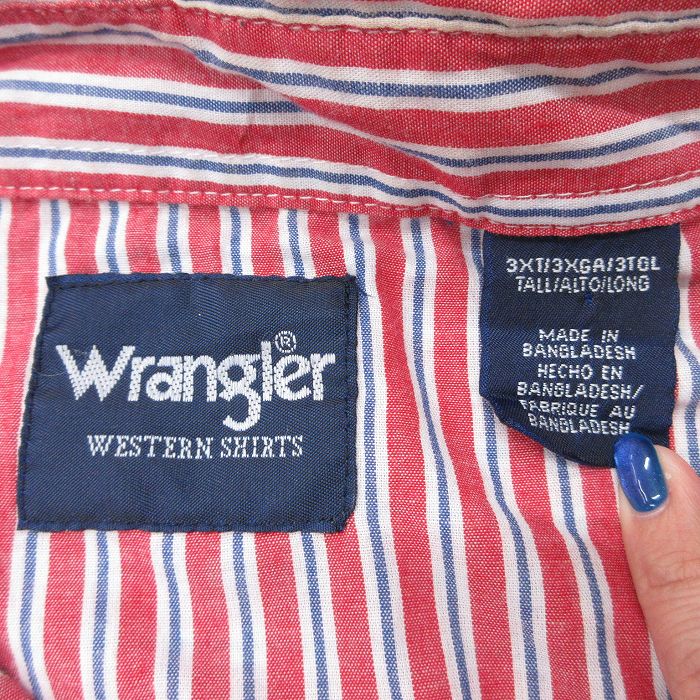 Wrangler®
WESTERN SHIRTS
3XT/3XGA/3TGL
TALL/ALTO/LONG
MADE IN
BANGLADESH
HECHO EN
BANGLADESH/
FABRIQUE AU
BANGLADESH